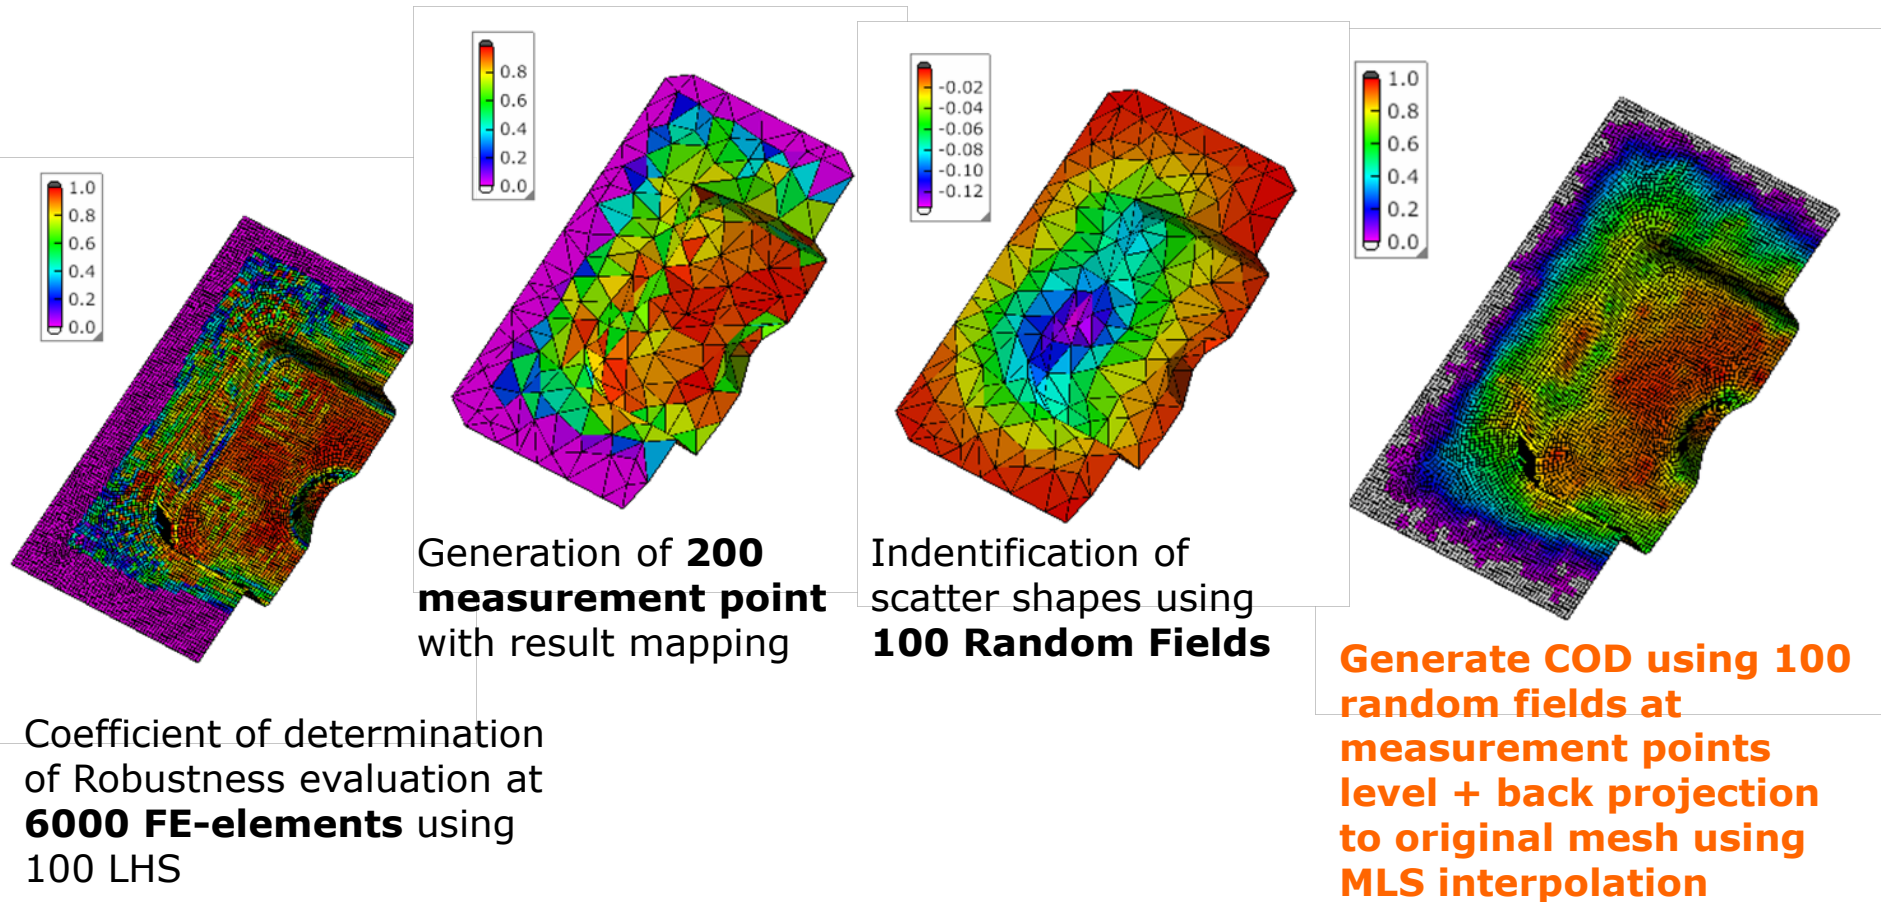 1.0
0.8
0.6
0.4
0.2
0.0
Coefficient of determination
of Robustness evaluation at
6000 FE-elements using
100 LHS
0.8
0.6
0.4
0.2
0.0
Generation of 200
measurement point
with result mapping
-0.02
-0.04
-0.06
-0.08
-0.10
-0.12
Indentification of
scatter shapes using
100 Random Fields
1.0
0.8
0.6
0.4
0.2
0.0
Generate COD using 100
random fields at
measurement points
level + back projection
to original mesh using
MLS interpolation